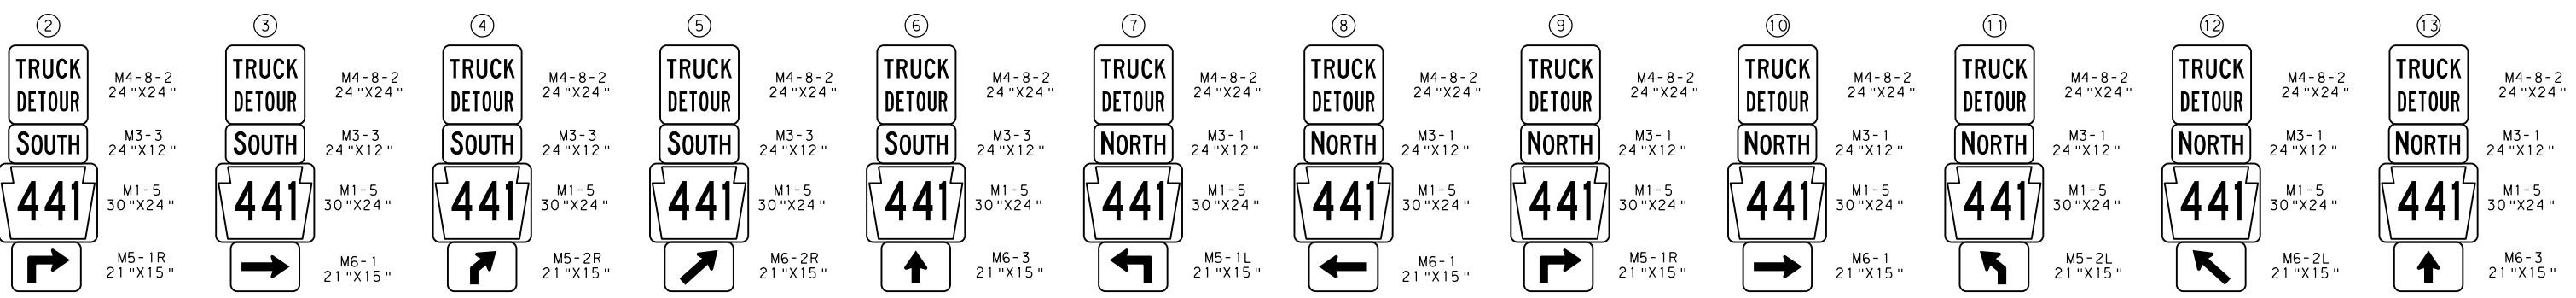 2 3 4 5 6 7 8 9 10 11 12 13
TRUCK TRUCK TRUCK TRUCK TRUCK TRUCK TRUCK TRUCK TRUCK TRUCK TRUCK TRUCK
M4-8-2 M4-8-2 M4-8-2 M4-8-2 M4-8-2 M4-8-2 M4-8-2 M4-8-2 M4-8-2 M4-8-2 M4-8-2 M4-8-2
24"X24" 24"X24" 24"X24" 24"X24" 24"X24" 24"X24" 24"X24" 24"X24" 24"X24" 24"X24" 24"X24" 24"X24"
DETOUR DETOUR DETOUR DETOUR DETOUR DETOUR DETOUR DETOUR DETOUR DETOUR DETOUR DETOUR
M3-3 M3-3 M3-3 M3-3 M3-3 M3-1 M3-1 M3-1 M3-1 M3-1 M3-1 M3-1
SOUTH SOUTH SOUTH SOUTH SOUTH NORTH NORTH NORTH NORTH NORTH NORTH NORTH
24"X12" 24"X12" 24"X12" 24"X12" 24"X12" 24"X12" 24"X12" 24"X12" 24"X12" 24"X12" 24"X12" 24"X12"
M1-5 M1-5 M1-5 M1-5 M1-5 M1-5 M1-5 M1-5 M1-5 M1-5 M1-5 M1-5
441 441 441 441 441 441 441 441 441 441 441 441
30"X24" 30"X24" 30"X24" 30"X24" 30"X24" 30"X24" 30"X24" 30"X24" 30"X24" 30"X24" 30"X24" 30"X24"
M5-1R M6-1 M5-2R M6-2R M6-3 M5-1L M6-1 M5-1R M6-1 M5-2L M6-2L M6-3
21"X15" 21"X15" 21"X15" 21"X15" 21"X15" 21"X15" 21"X15" 21"X15" 21"X15" 21"X15" 21"X15" 21"X15"